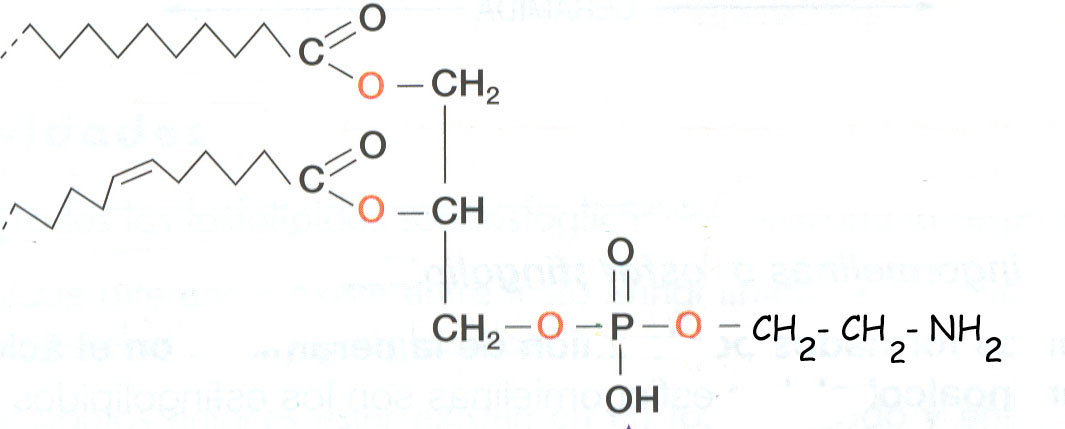 O
C
O – CH₂
O
C
O – CH
O
CH₂ – O – P – O – CH₂ - CH₂ - NH₂
OH